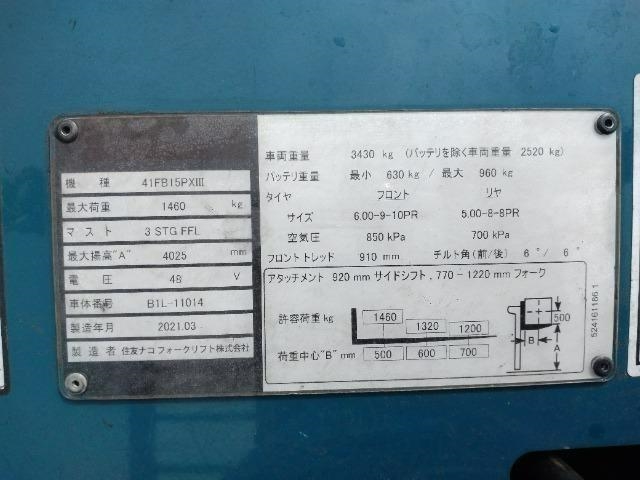 機 種 41FB15PXⅢ
最大荷重 1460 kg
マスト 3 STG FFL
最大揚高"A" 4025 mm
電 圧 48 V
車体番号 B1L-11014
製造年月 2021.03
製造者 住友ナコフォークリフト株式会社
車両重量 3430 kg (バッテリを除く車両重量 2520 kg)
バッテリ重量 最小 630 kg / 最大 960 kg
タイヤ フロント リヤ
サイズ 6.00-9-10PR 5.00-8-8PR
空気圧 850 kPa 700 kPa
フロントトレッド 910 mm チルト角(前/後) 6°/ 6°
アタッチメント 920 mm サイドシフト, 770-1220 mm フォーク
許容荷重 kg 1460 1320 1200
荷重中心"B" mm 500 600 700
500
B
A
524161186 1